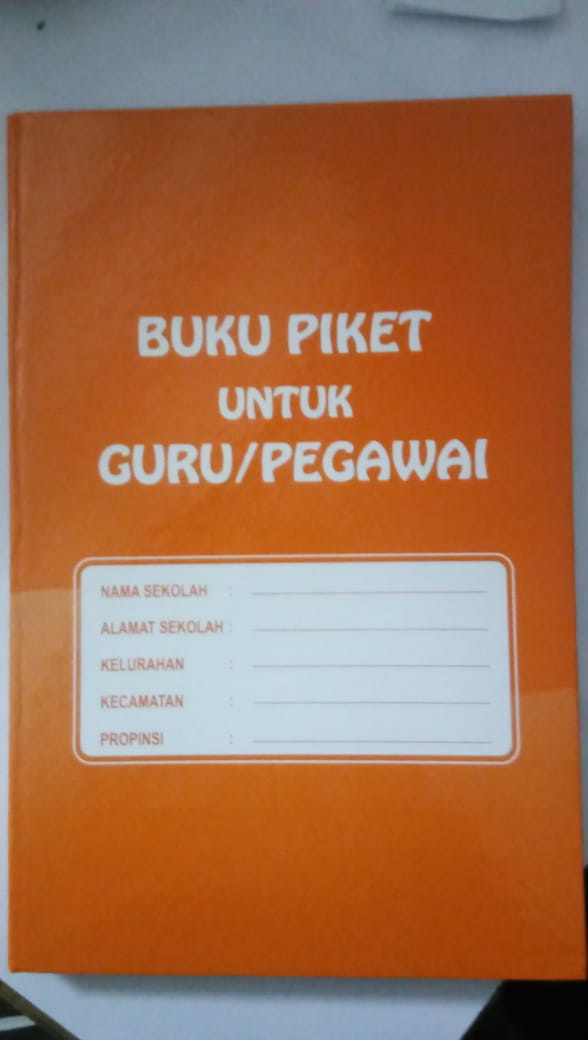 BUKU PIKET
UNTUK
GURU/PEGAWAI
NAMA SEKOLAH :
ALAMAT SEKOLAH :
KELURAHAN :
KECAMATAN :
PROPINSI :